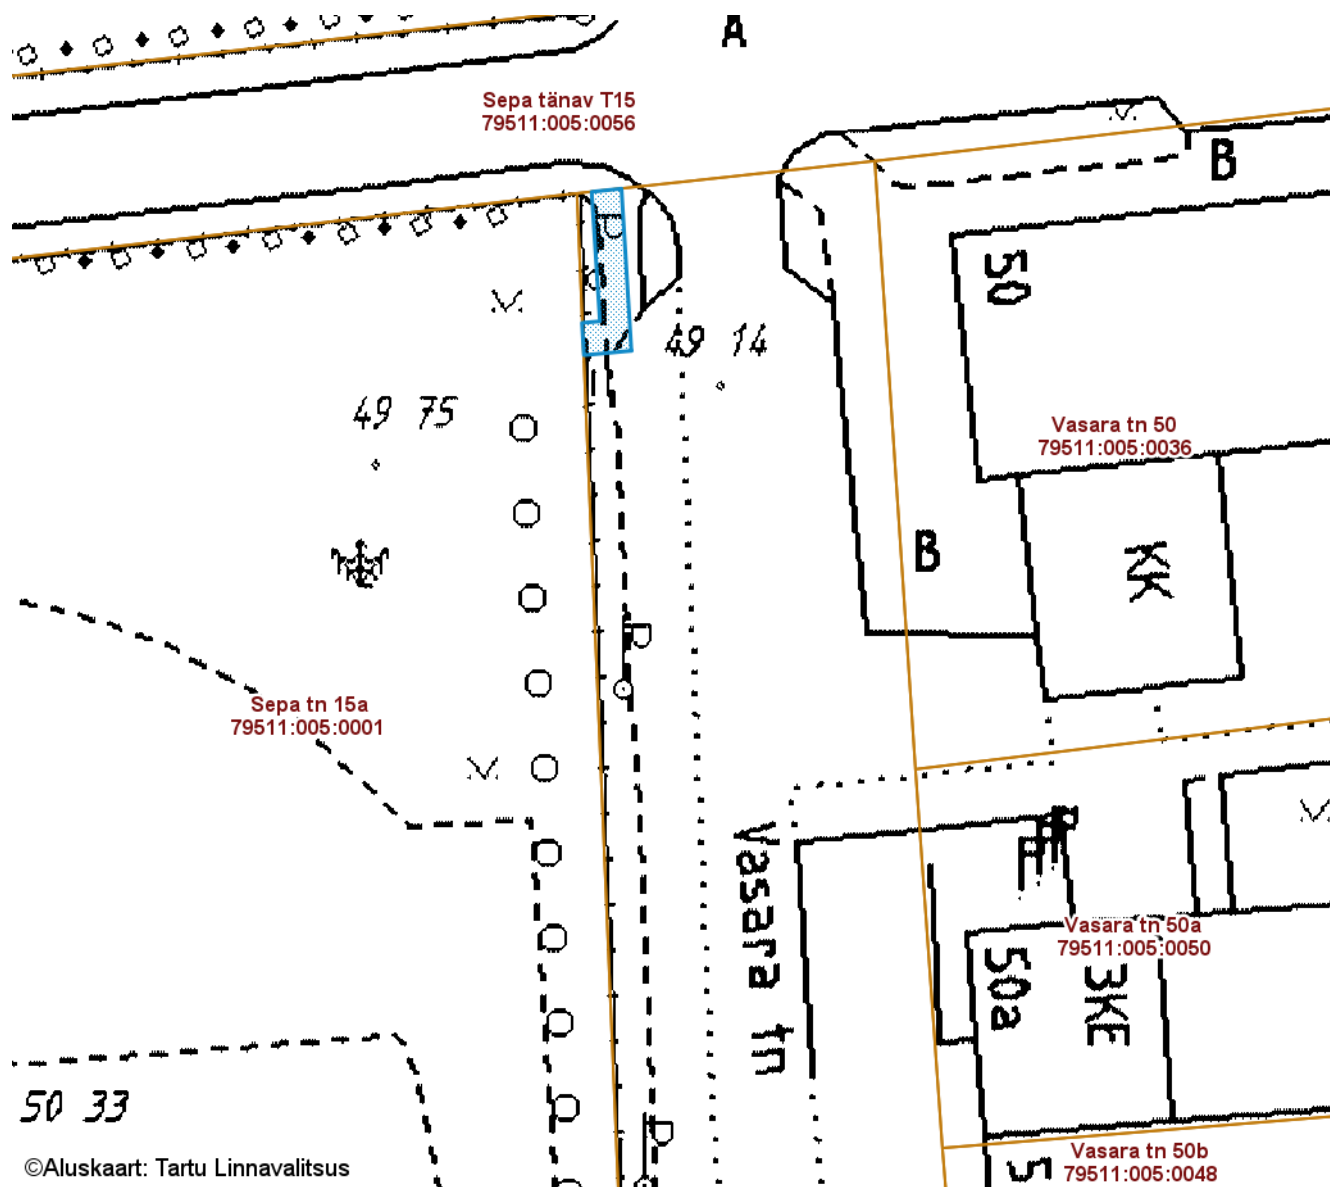 A
Sepa tänav T15
79511:005:0056
B
50
49 14
49 75
Vasara tn 50
79511:005:0036
B
KK
Sepa tn 15a
79511:005:0001
Vasara tn
Vasara tn 50a
79511:005:0050
50a
3KE
50 33
Vasara tn 50b
79511:005:0048
5
©Aluskaart: Tartu Linnavalitsus